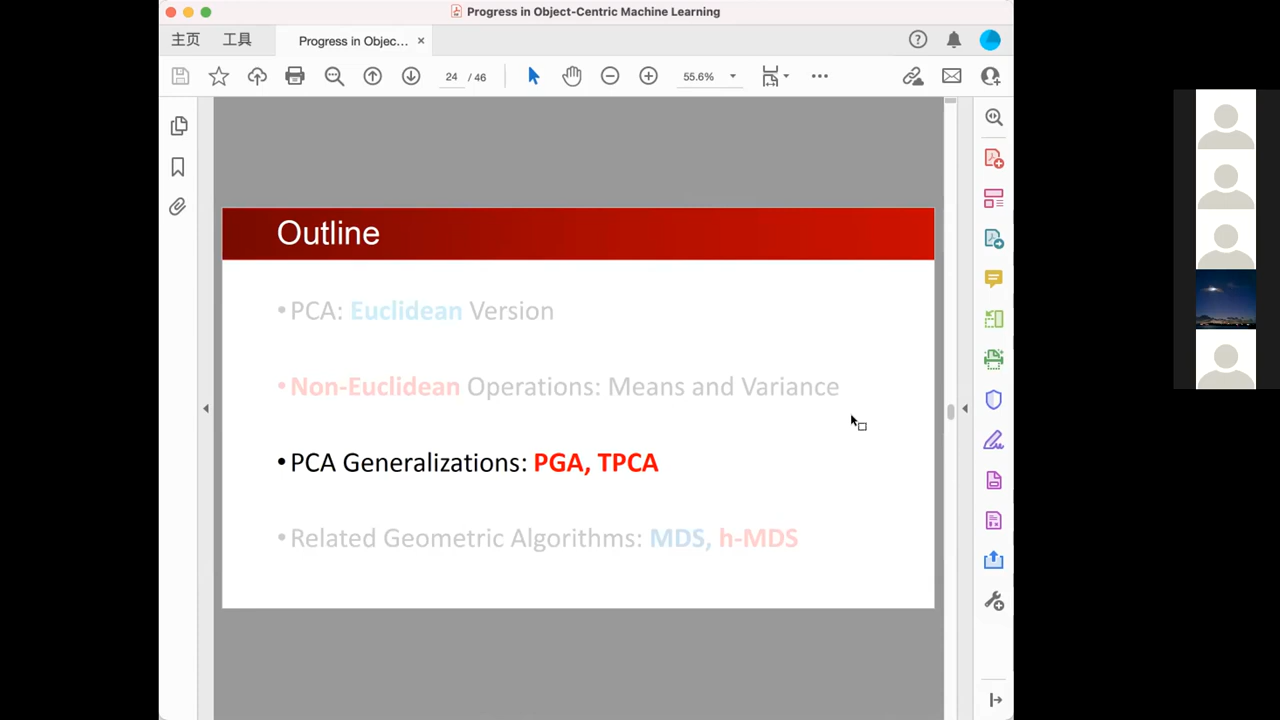 Progress in Object-Centric Machine Learning
主页 工具 Progress in Objec... ×
24 / 46 55.6%
Outline
•PCA: Euclidean Version
•Non-Euclidean Operations: Means and Variance
•PCA Generalizations: PGA, TPCA
•Related Geometric Algorithms: MDS, h-MDS